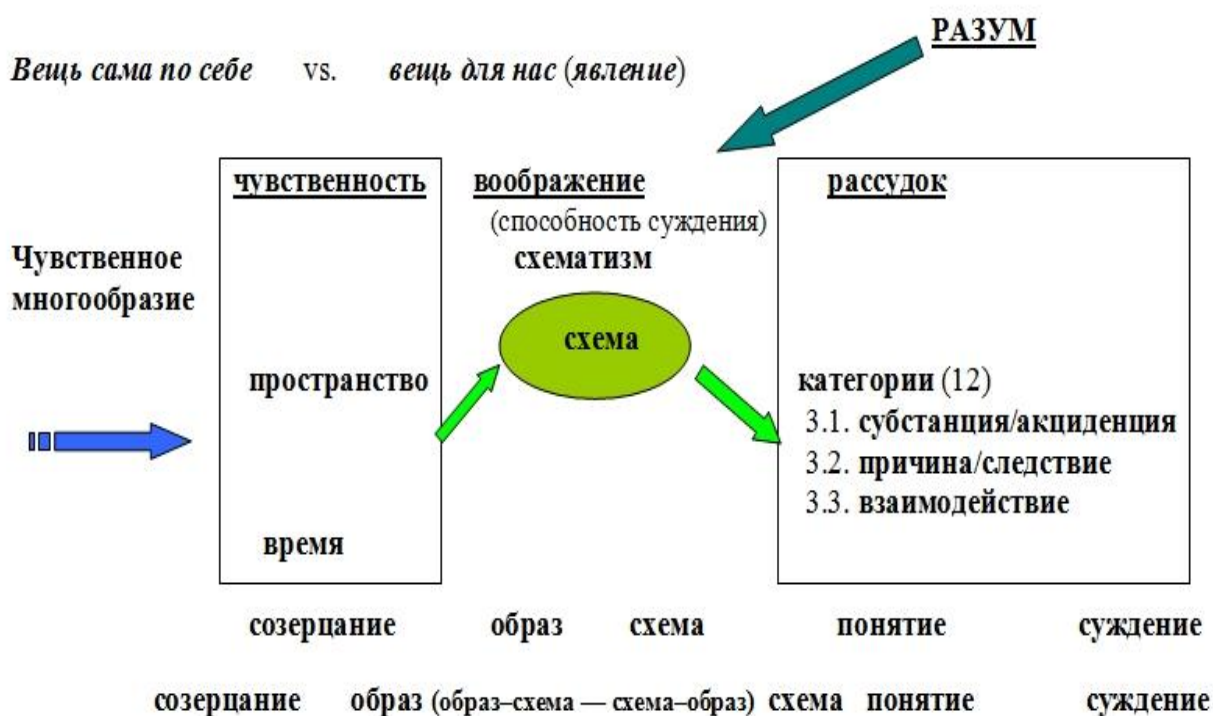 РАЗУМ
Вещь сама по себе vs. вещь для нас (явление)
чувственность воображение рассудок
(способность суждения)
Чувственное схематизм
многообразие
схема
пространство категории (12)
3.1. субстанция/акциденция
3.2. причина/следствие
3.3. взаимодействие
время
созерцание образ схема понятие суждение
созерцание образ (образ–схема — схема–образ) схема понятие суждение